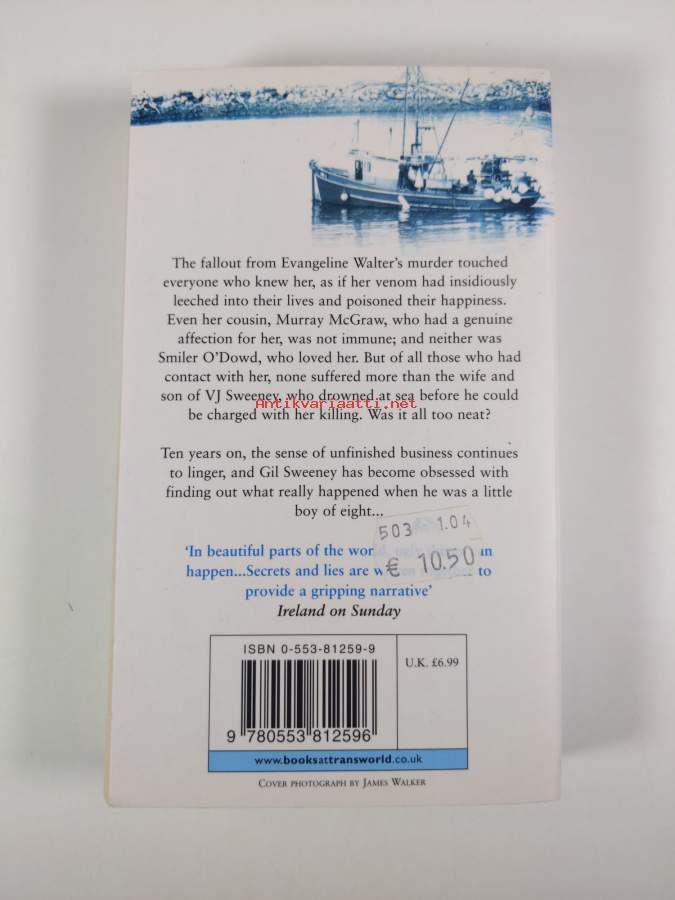 The fallout from Evangeline Walter's murder touched
everyone who knew her, as if her venom had insidiously
leeched into their lives and poisoned their happiness.
Even her cousin, Murray McGraw, who had a genuine
affection for her, was not immune; and neither was
Smiler O'Dowd, who loved her. But of all those who had
contact with her, none suffered more than the wife and
son of VJ Sweeney, who drowned at sea before he could
Antikvariaatti.net
be charged with her killing. Was it all too neat?
Ten years on, the sense of unfinished business continues
to linger, and Gil Sweeney has become obsessed with
finding out what really happened when he was a little
boy of eight...
503 1.04
€ 10.50
'In beautiful parts of the
happen...Secrets and lies are to
provide a gripping narrative'
Ireland on Sunday
ISBN 0-553-81259-9
U.K. £6.99
9 780553 812596
www.booksattransworld.co.uk
COVER PHOTOGRAPH BY JAMES WALKER